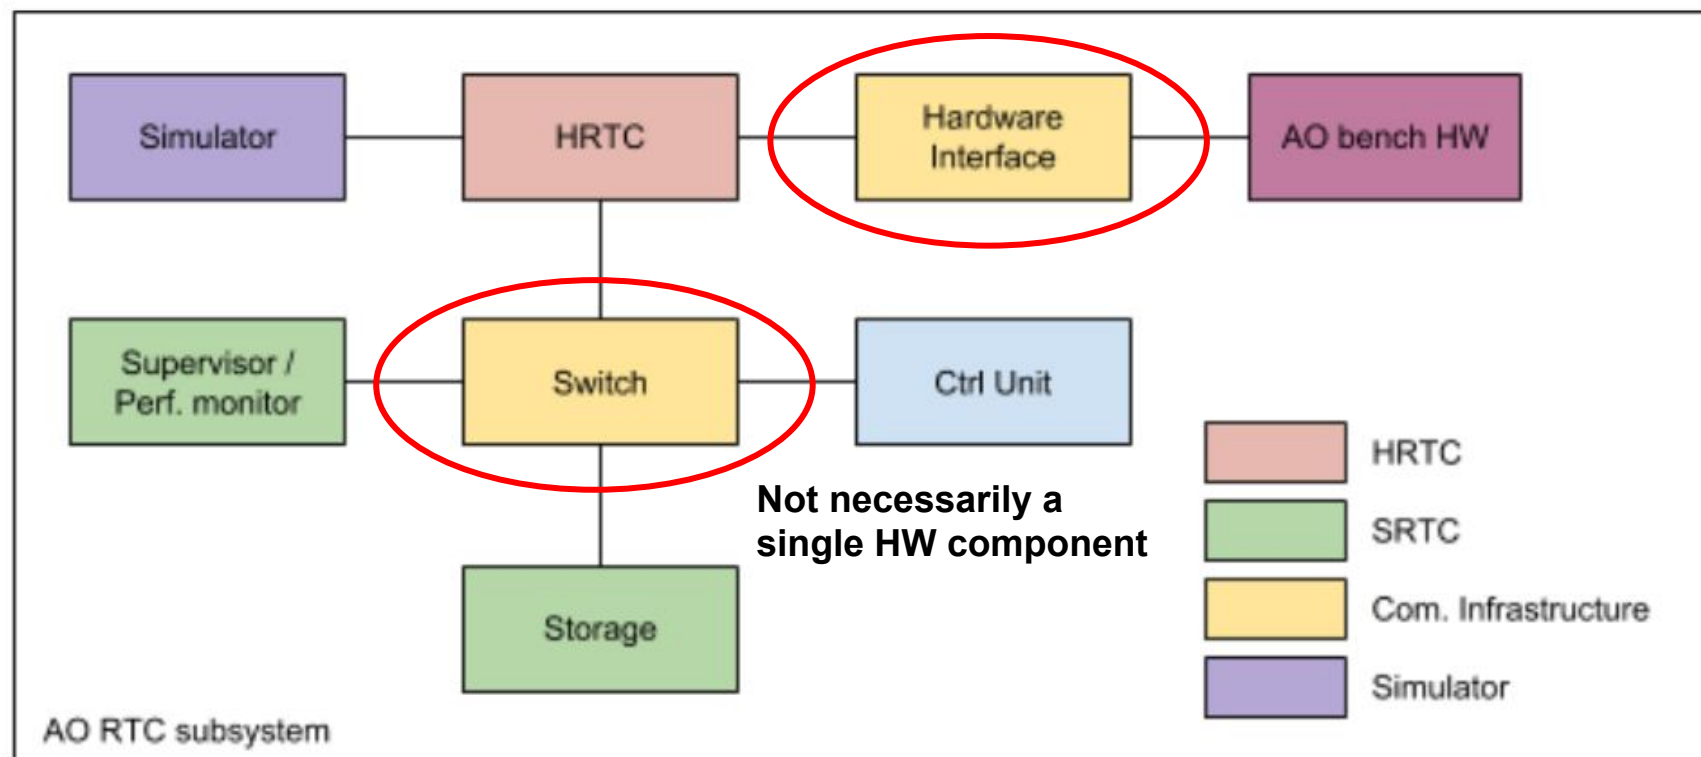 Simulator
HRTC
Hardware
Interface
AO bench HW
Supervisor /
Perf. monitor
Switch
Ctrl Unit
Not necessarily a
single HW component
Storage
HRTC
SRTC
Com. Infrastructure
Simulator
AO RTC subsystem